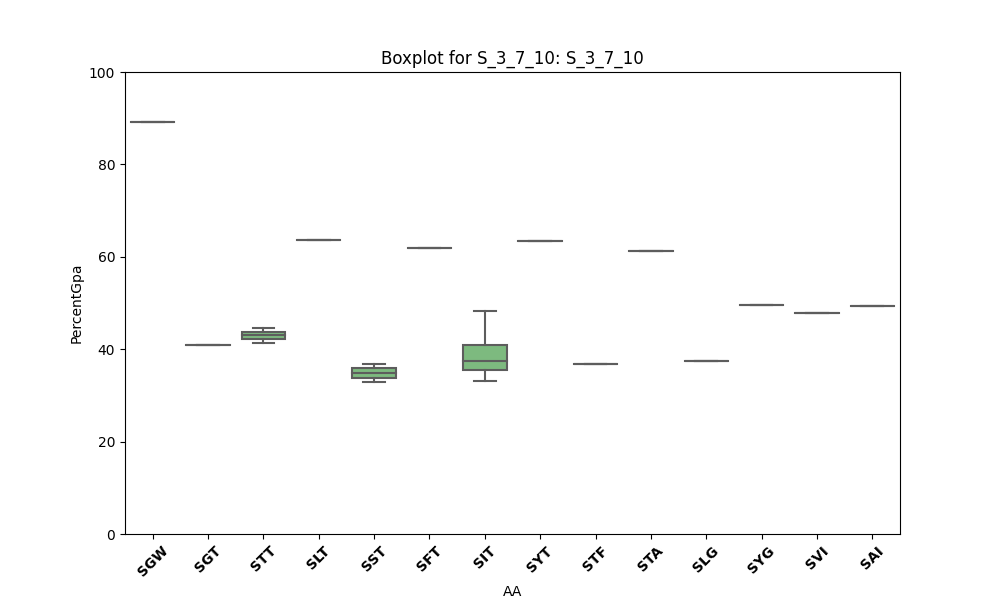 Boxplot for S_3_7_10: S_3_7_10
100
80
60
40
20
0
PercentGpa
SGW SGT STT SLT SST SFT SIT SYT STF STA SLG SYG SVI SAI
AA